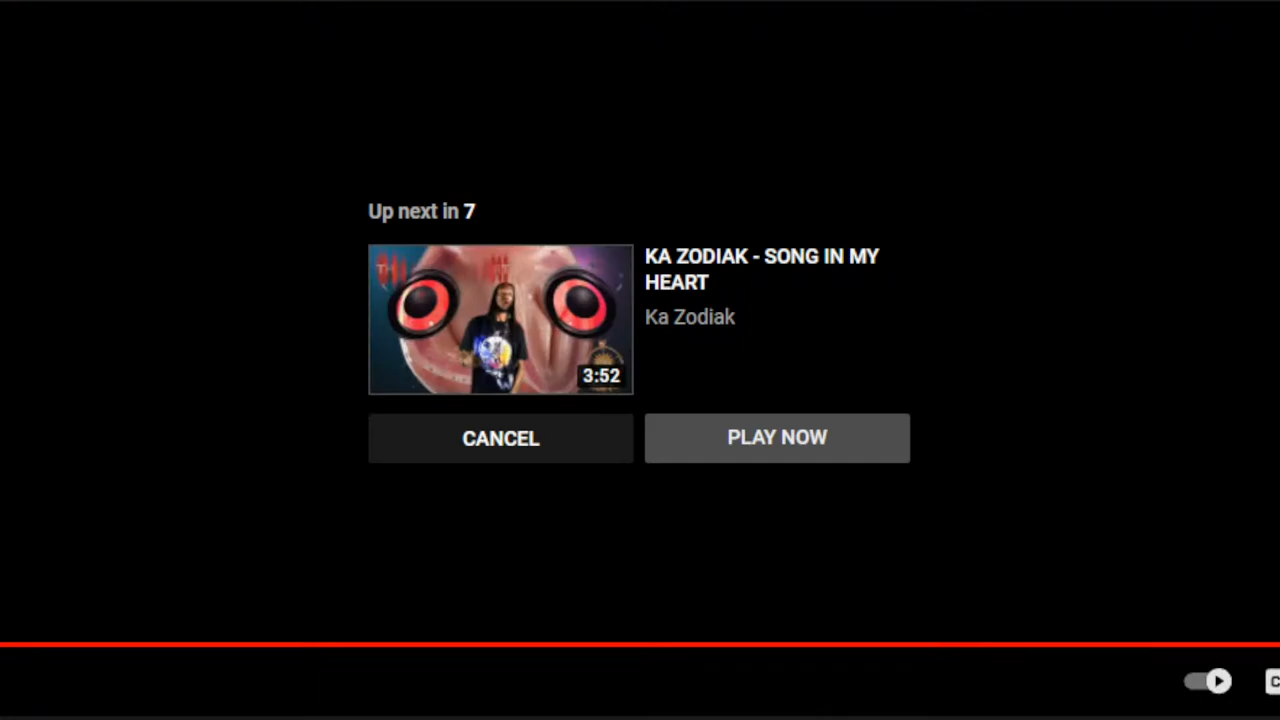 Up next in 7
KA ZODIAK - SONG IN MY
HEART
Ka Zodiak
3:52
CANCEL
PLAY NOW